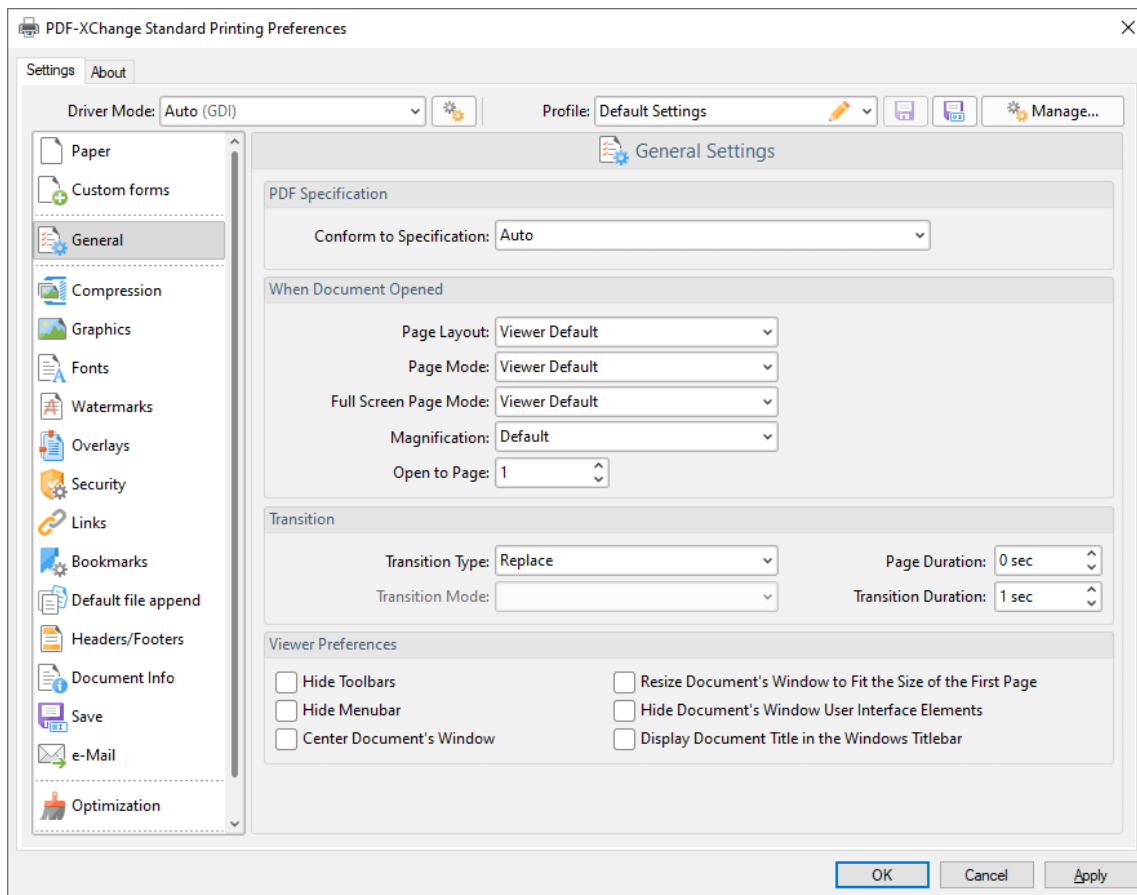 PDF-XChange Standard Printing Preferences
Settings About
Driver Mode: Auto (GDI) Profile: Default Settings Manage...
Paper
Custom forms
General
Compression
Graphics
Fonts
Watermarks
Overlays
Security
Links
Bookmarks
Default file append
Headers/Footers
Document Info
Save
e-Mail
Optimization
General Settings
PDF Specification
Conform to Specification: Auto
When Document Opened
Page Layout: Viewer Default
Page Mode: Viewer Default
Full Screen Page Mode: Viewer Default
Magnification: Default
Open to Page: 1
Transition
Transition Type: Replace Page Duration: 0 sec
Transition Mode: Transition Duration: 1 sec
Viewer Preferences
Hide Toolbars Resize Document's Window to Fit the Size of the First Page
Hide Menubar Hide Document's Window User Interface Elements
Center Document's Window Display Document Title in the Windows Titlebar
OK Cancel Apply